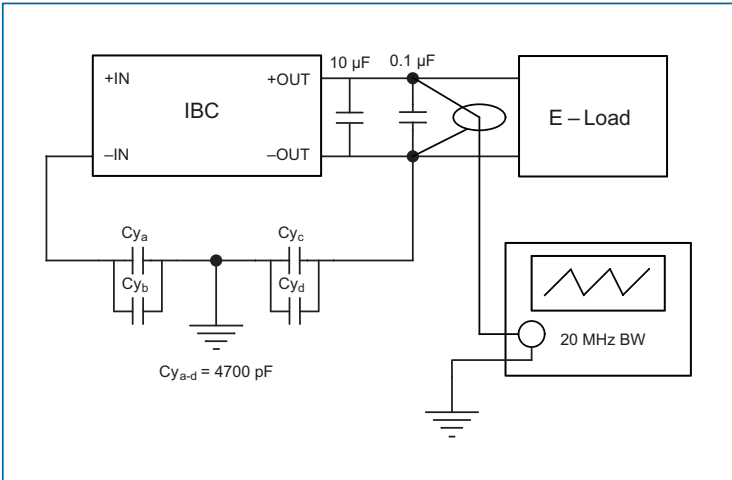 10 µF
0.1 µF
+IN
+OUT
IBC
E – Load
–IN
–OUT
Cya
Cyc
Cyb
Cyd
20 MHz BW
Cya-d = 4700 pF